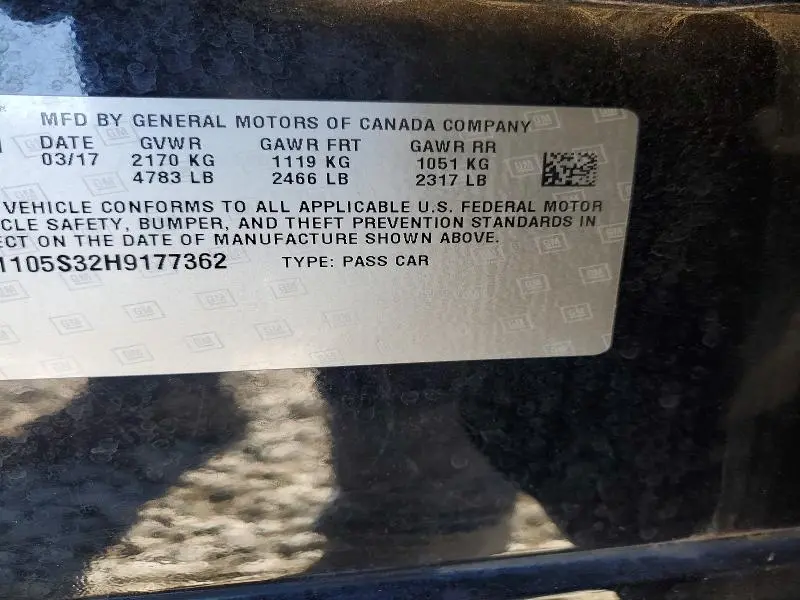 MFD BY GENERAL MOTORS OF CANADA COMPANY
DATE GVWR GAWR FRT GAWR RR
03/17 2170 KG 1119 KG 1051 KG
4783 LB 2466 LB 2317 LB
VEHICLE CONFORMS TO ALL APPLICABLE U.S. FEDERAL MOTOR
CLE SAFETY, BUMPER, AND THEFT PREVENTION STANDARDS IN
ECT ON THE DATE OF MANUFACTURE SHOWN ABOVE.
1105S32H9177362 TYPE: PASS CAR